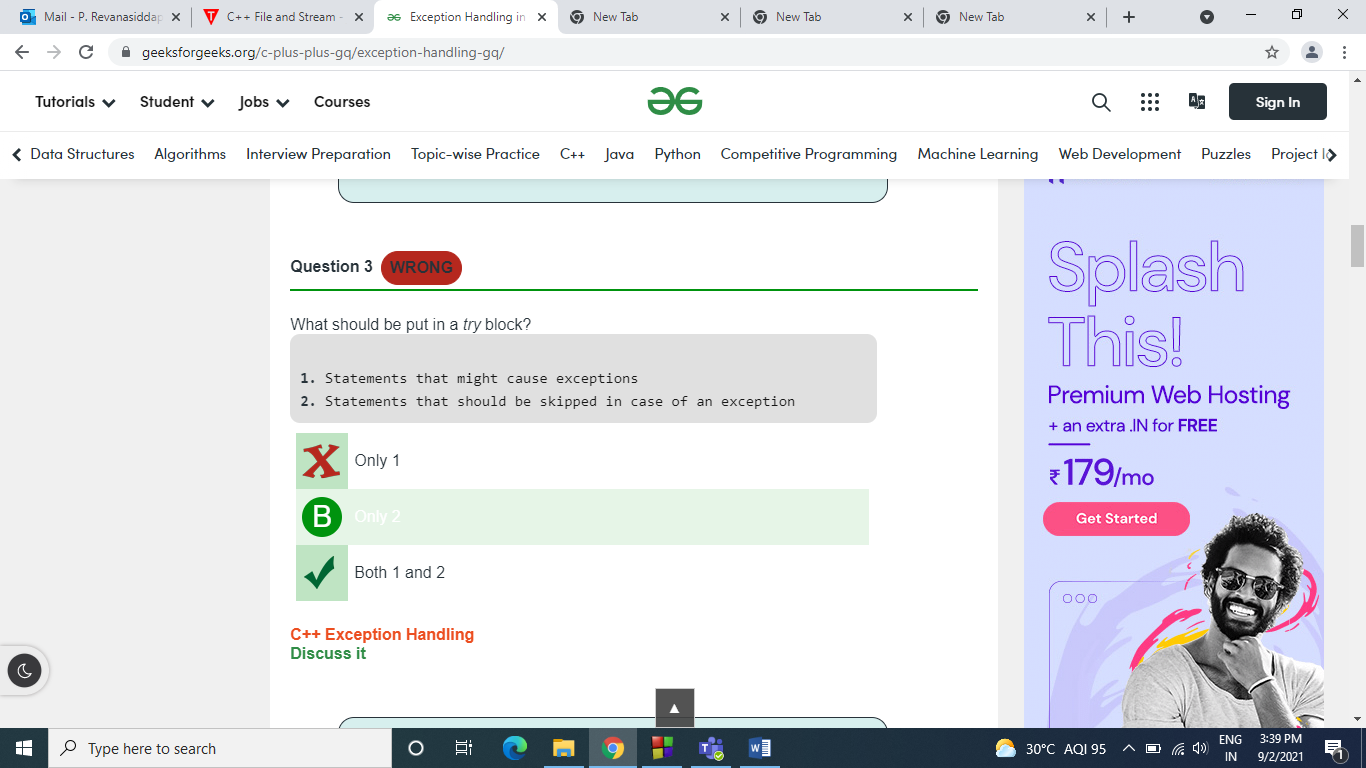 Mail - P. Revanasiddap
C++ File and Stream -
Exception Handling in
New Tab
New Tab
New Tab
geeksforgeeks.org/c-plus-plus-gq/exception-handling-gq/
Tutorials
Student
Jobs
Courses
Sign In
Data Structures
Algorithms
Interview Preparation
Topic-wise Practice
C++
Java
Python
Competitive Programming
Machine Learning
Web Development
Puzzles
Project
Question 3 WRONG
What should be put in a try block?
1. Statements that might cause exceptions
2. Statements that should be skipped in case of an exception
X Only 1
B Only 2
Both 1 and 2
C++ Exception Handling
Discuss it
Splash
This!
Premium Web Hosting
+ an extra .IN for FREE
₹179/mo
Get Started
Type here to search
30°C AQI 95
ENG
IN
3:39 PM
9/2/2021
1